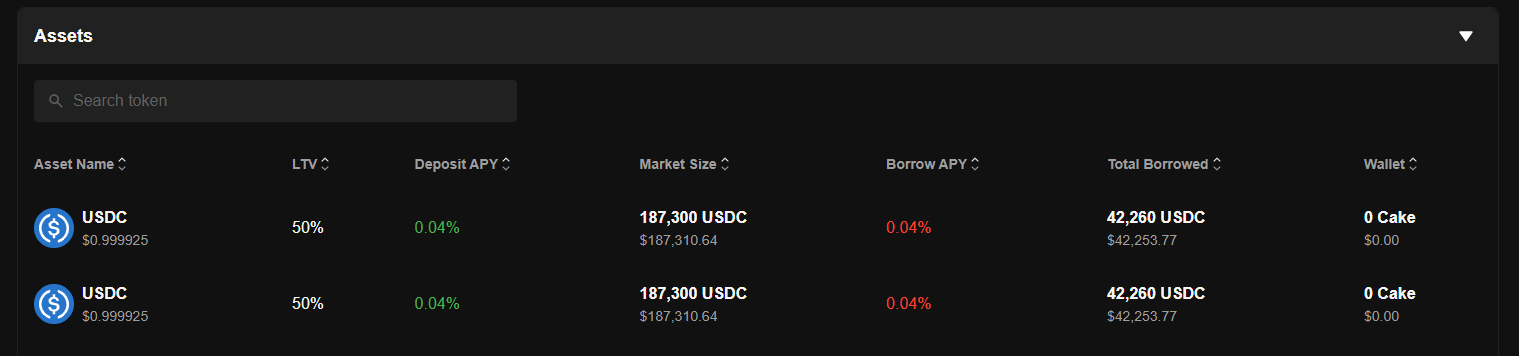 Assets
Search token
Asset Name LTV Deposit APY Market Size Borrow APY Total Borrowed Wallet
USDC 50% 0.04% 187,300 USDC 0.04% 42,260 USDC 0 Cake
$0.999925 $187,310.64 $42,253.77 $0.00
USDC 50% 0.04% 187,300 USDC 0.04% 42,260 USDC 0 Cake
$0.999925 $187,310.64 $42,253.77 $0.00